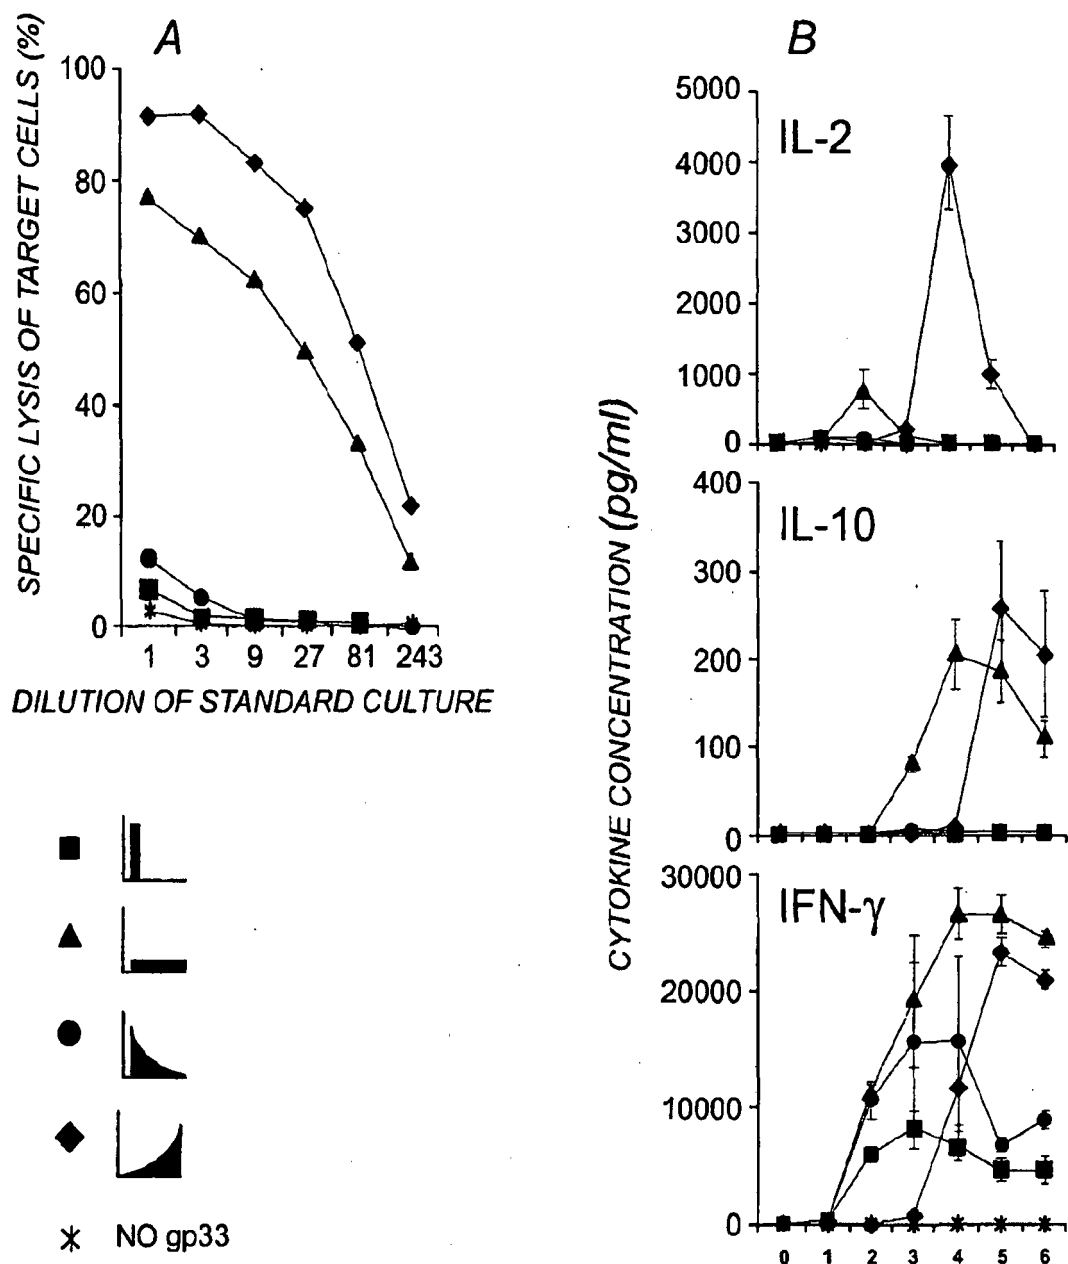 A
SPECIFIC LYSIS OF TARGET CELLS (%)
100
80
60
40
20
0
1 3 9 27 81 243
DILUTION OF STANDARD CULTURE
NO gp33
B
CYTOKINE CONCENTRATION (pg/ml)
IL-2
5000
4000
3000
2000
1000
0
IL-10
400
300
200
100
0
IFN-γ
30000
20000
10000
0
0 1 2 3 4 5 6